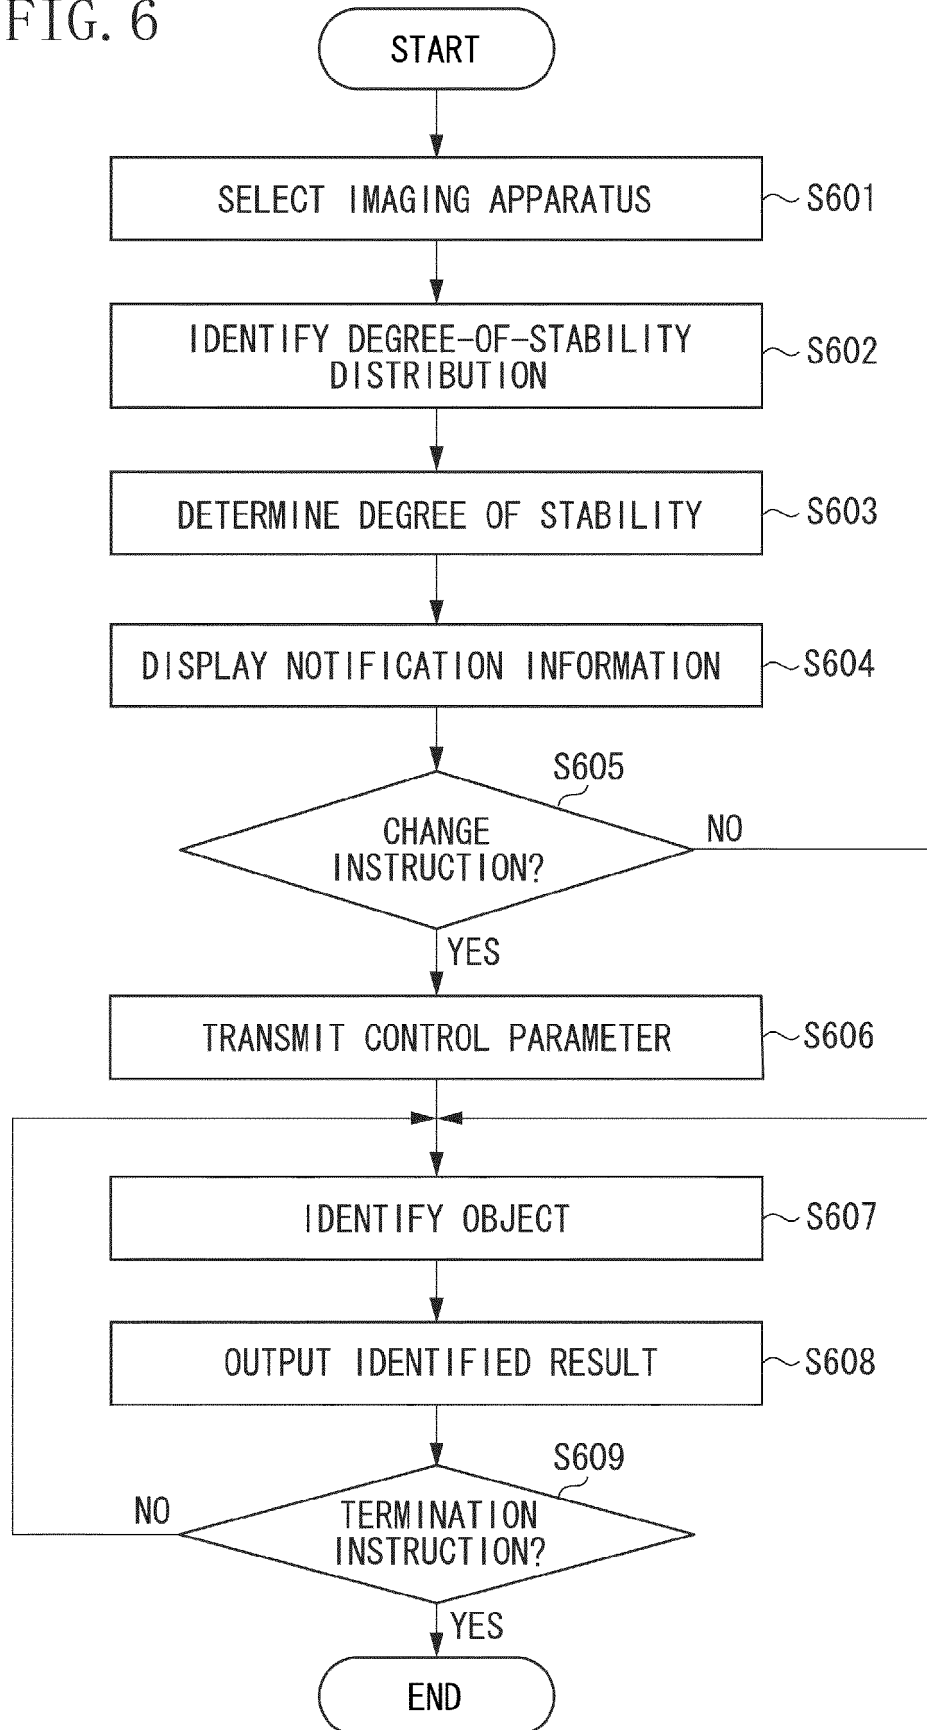 FIG. 6
START
SELECT IMAGING APPARATUS
S601
IDENTIFY DEGREE-OF-STABILITY
DISTRIBUTION
S602
DETERMINE DEGREE OF STABILITY
S603
DISPLAY NOTIFICATION INFORMATION
S604
S605
CHANGE
INSTRUCTION?
NO
YES
TRANSMIT CONTROL PARAMETER
S606
IDENTIFY OBJECT
S607
OUTPUT IDENTIFIED RESULT
S608
S609
NO
TERMINATION
INSTRUCTION?
YES
END